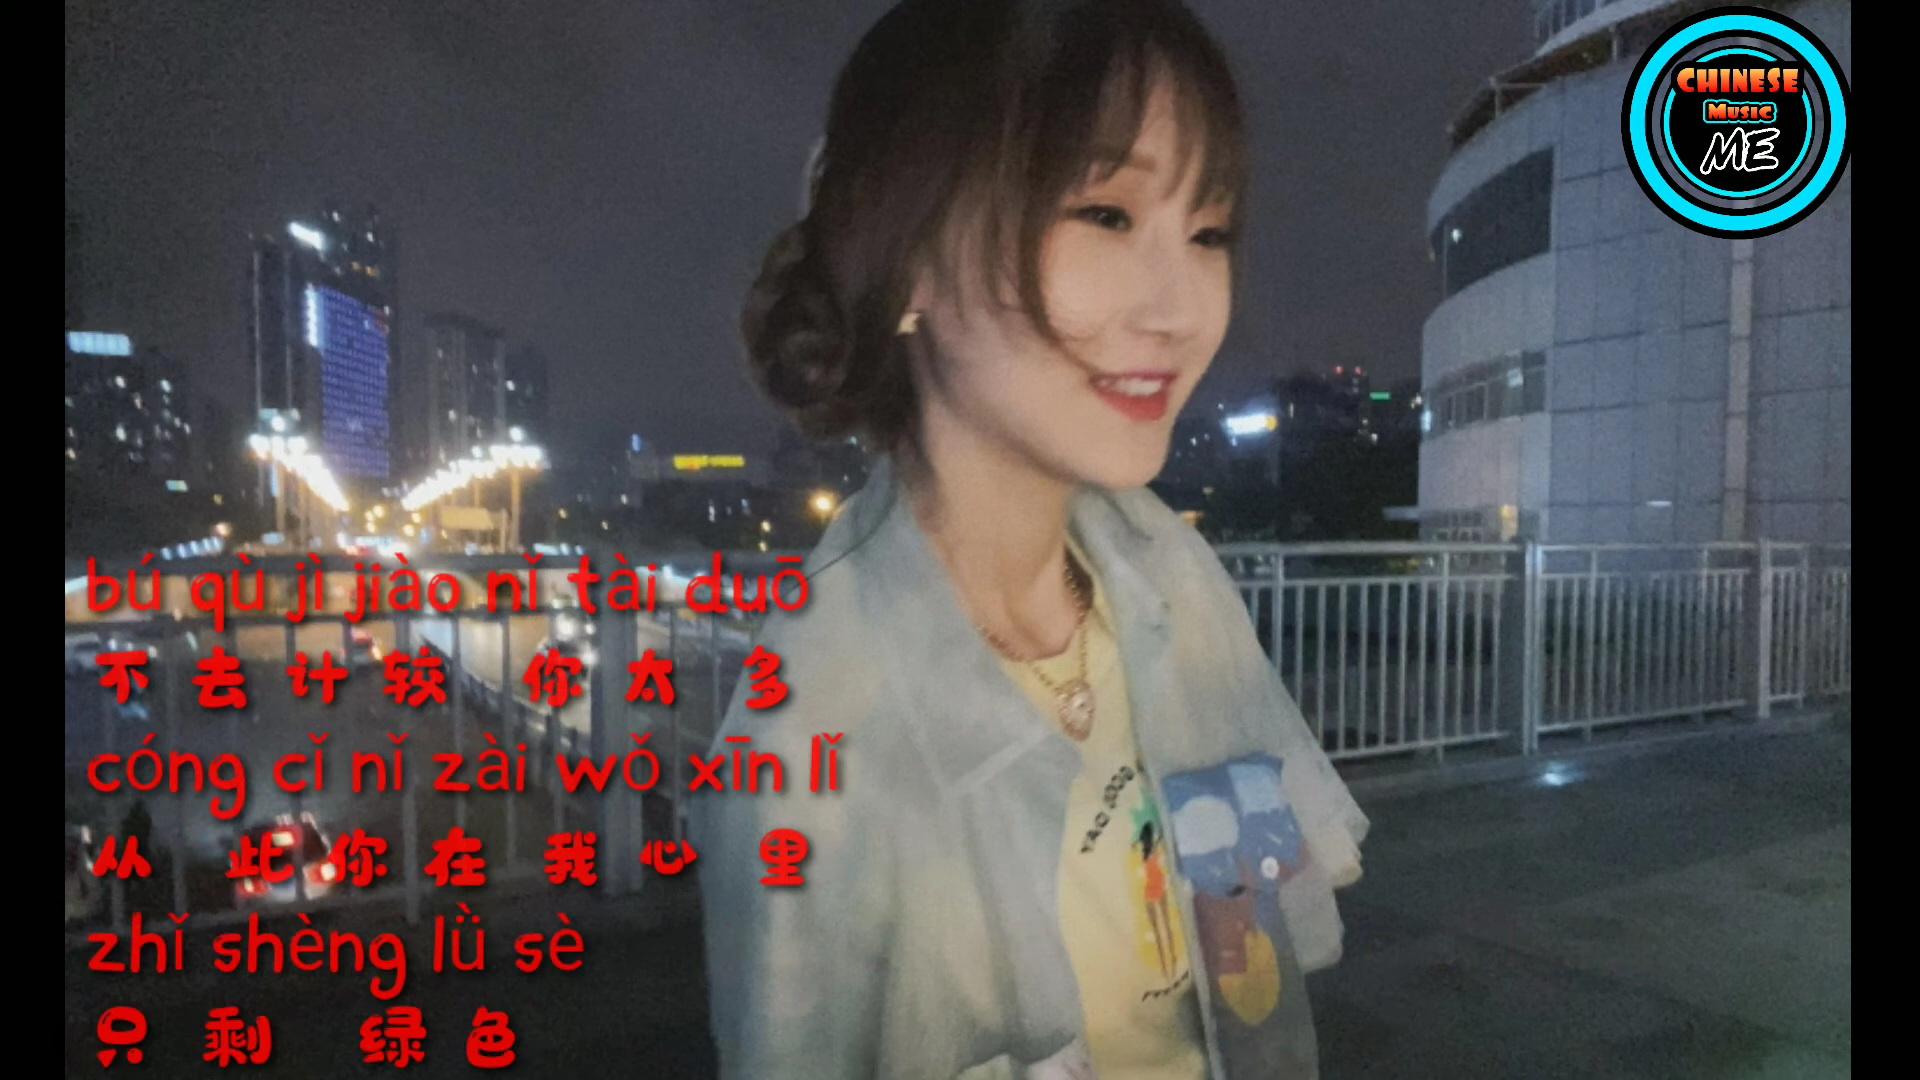 CHINESE
Music
ME
bú qù jì jiào nǐ tài duō
不 去 计 较 你 太 多
cóng cǐ nǐ zài wǒ xīn lǐ
从 此 你 在 我 心 里
zhǐ shèng lǜ sè
只 剩 绿 色